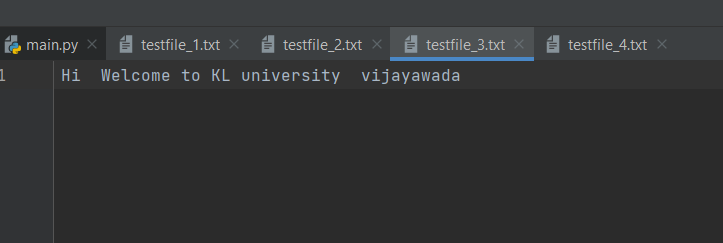 main.py testfile_1.txt testfile_2.txt testfile_3.txt testfile_4.txt
1 Hi  Welcome to KL university  vijayawada